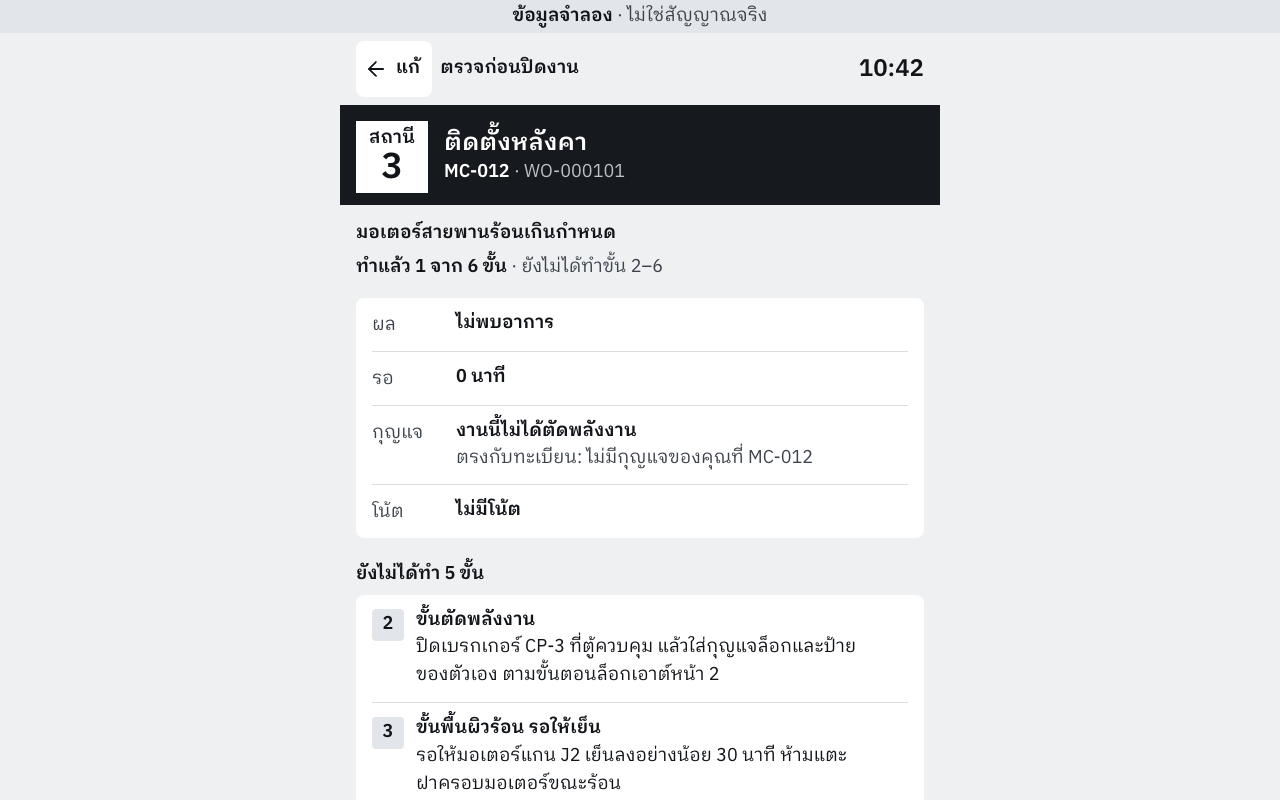 ข้อมูลจำลอง · ไม่ใช่สัญญาณจริง
← แก้ ตรวจก่อนปิดงาน 10:42
สถานี
3
ติดตั้งหลังคา
MC-012 · WO-000101
มอเตอร์สายพานร้อนเกินกำหนด
ทำแล้ว 1 จาก 6 ขั้น · ยังไม่ได้ทำขั้น 2–6
ผล ไม่พบอาการ
รอ 0 นาที
กุญแจ งานนี้ไม่ได้ตัดพลังงาน
ตรงกับทะเบียน: ไม่มีกุญแจของคุณที่ MC-012
โน้ต ไม่มีโน้ต
ยังไม่ได้ทำ 5 ขั้น
2 ขั้นตัดพลังงาน
ปิดเบรกเกอร์ CP-3 ที่ตู้ควบคุม แล้วใส่กุญแจล็อกและป้าย
ของตัวเอง ตามขั้นตอนล็อกเอาต์หน้า 2
3 ขั้นพื้นผิวร้อน รอให้เย็น
รอให้มอเตอร์แกน J2 เย็นลงอย่างน้อย 30 นาที ห้ามแตะ
ฝาครอบมอเตอร์ขณะร้อน